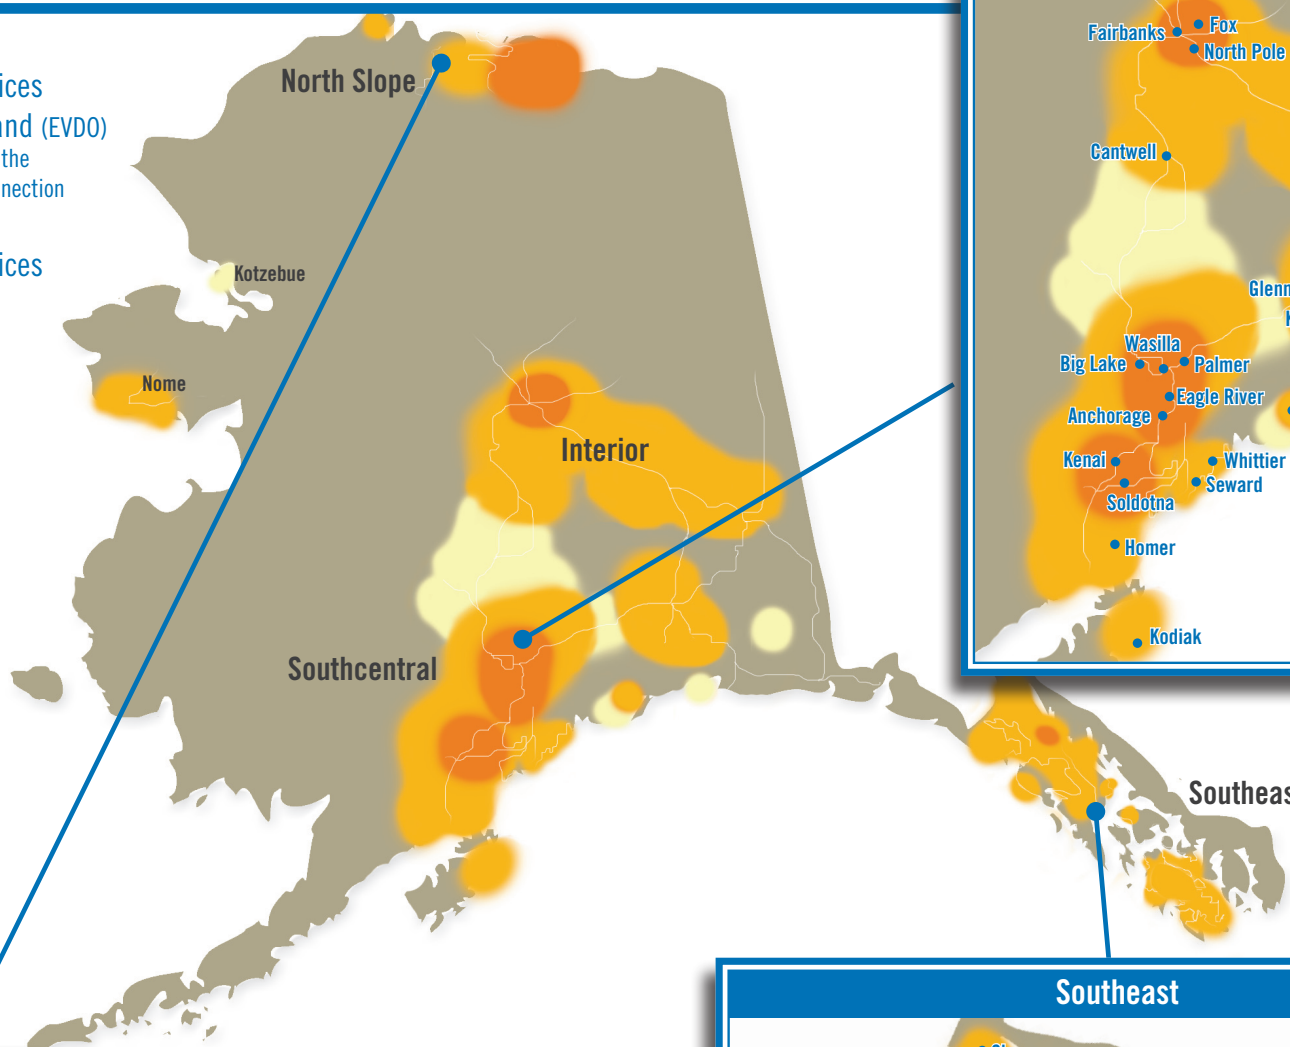 ices
and (EVDO)
the
nection
ices
North Slope
Kotzebue
Nome
Interior
Southcentral
Fairbanks
Fox
North Pole
Cantwell
Glenn
Wasilla
Big Lake
Palmer
Eagle River
Anchorage
Kenai
Whittier
Seward
Soldotna
Homer
Kodiak
Southeas
Southeast